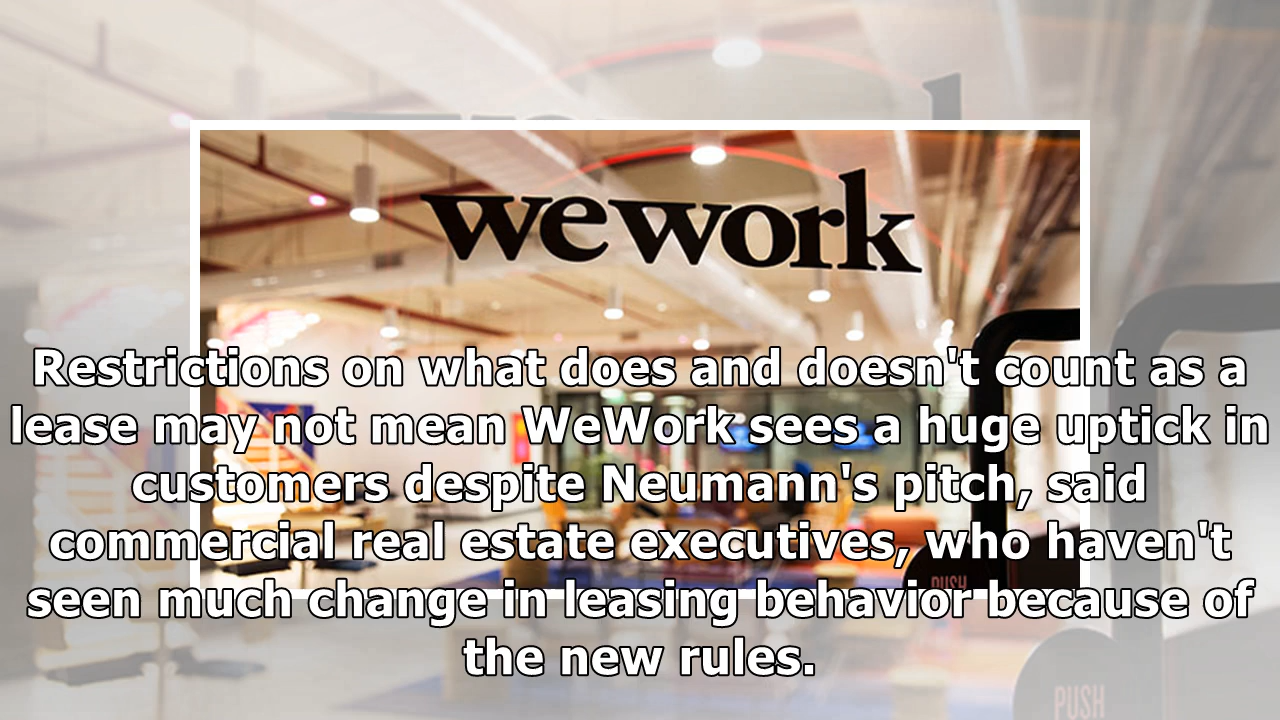 wework
Restrictions on what does and doesn't count as a
lease may not mean WeWork sees a huge uptick in
customers despite Neumann's pitch, said
commercial real estate executives, who haven't
seen much change in leasing behavior because of
the new rules.
PUSH
PUSH